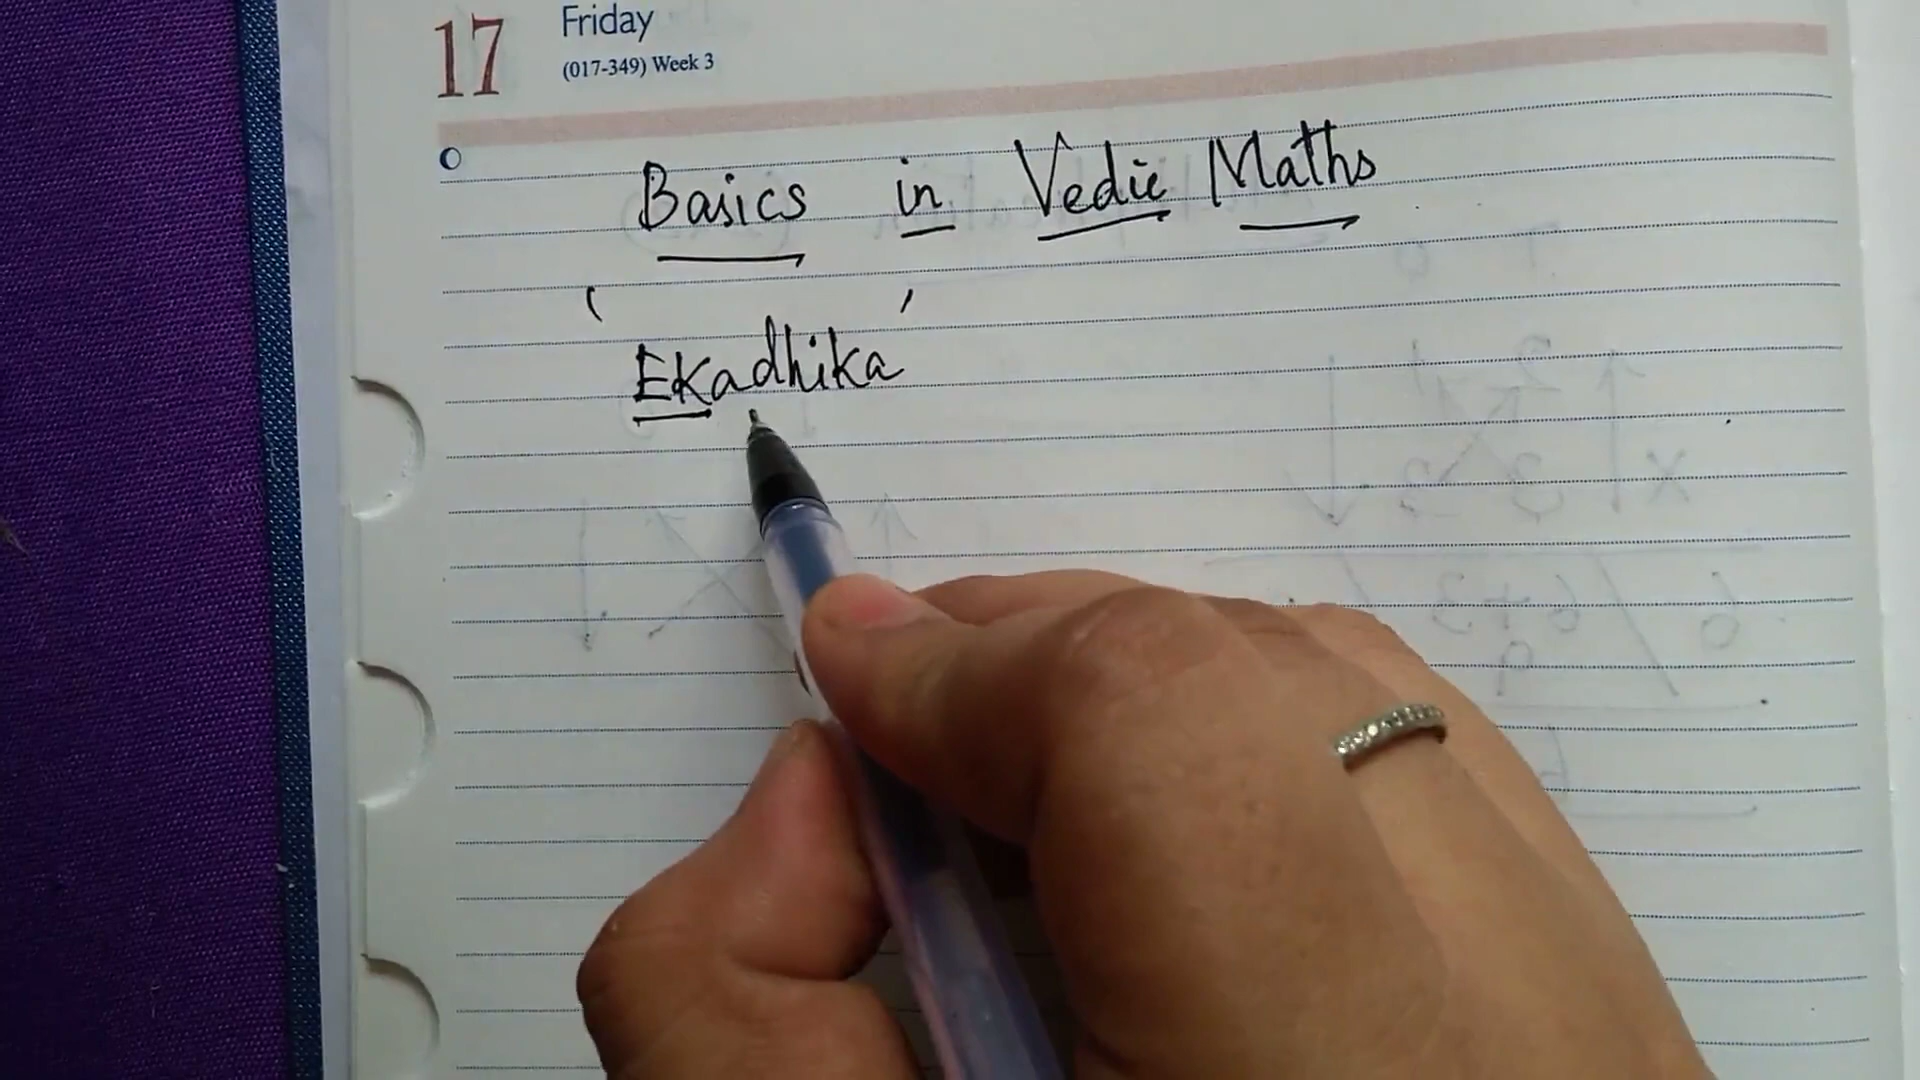 17 Friday
(017-349) Week 3
Basics in Vedic Maths
' EKadhika '